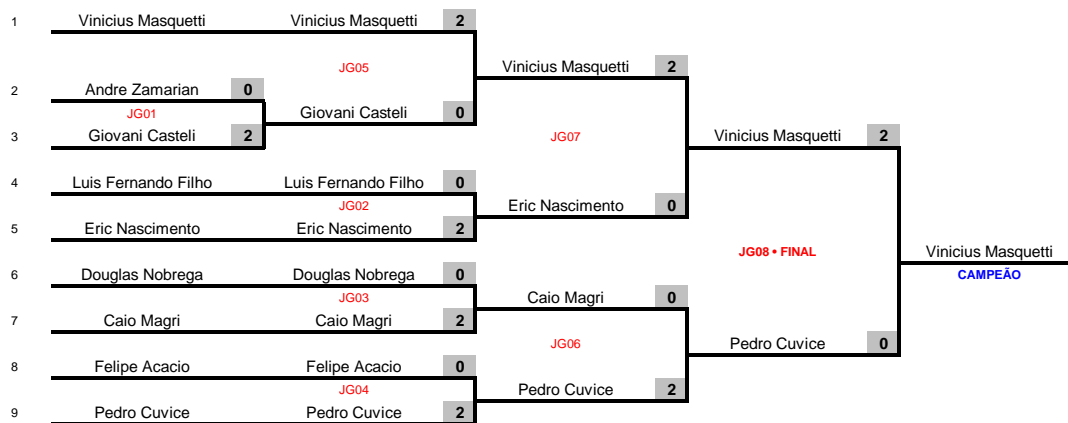 1 Vinicius Masquetti Vinicius Masquetti 2
JG05 Vinicius Masquetti 2
2 Andre Zamarian 0
JG01 Giovani Casteli 0
3 Giovani Casteli 2 JG07 Vinicius Masquetti 2
4 Luis Fernando Filho Luis Fernando Filho 0
JG02 Eric Nascimento 0
5 Eric Nascimento Eric Nascimento 2
JG08 • FINAL Vinicius Masquetti
6 Douglas Nobrega Douglas Nobrega 0 CAMPEÃO
JG03 Caio Magri 0
7 Caio Magri Caio Magri 2
JG06 Pedro Cuvice 0
8 Felipe Acacio Felipe Acacio 0
JG04 Pedro Cuvice 2
9 Pedro Cuvice Pedro Cuvice 2